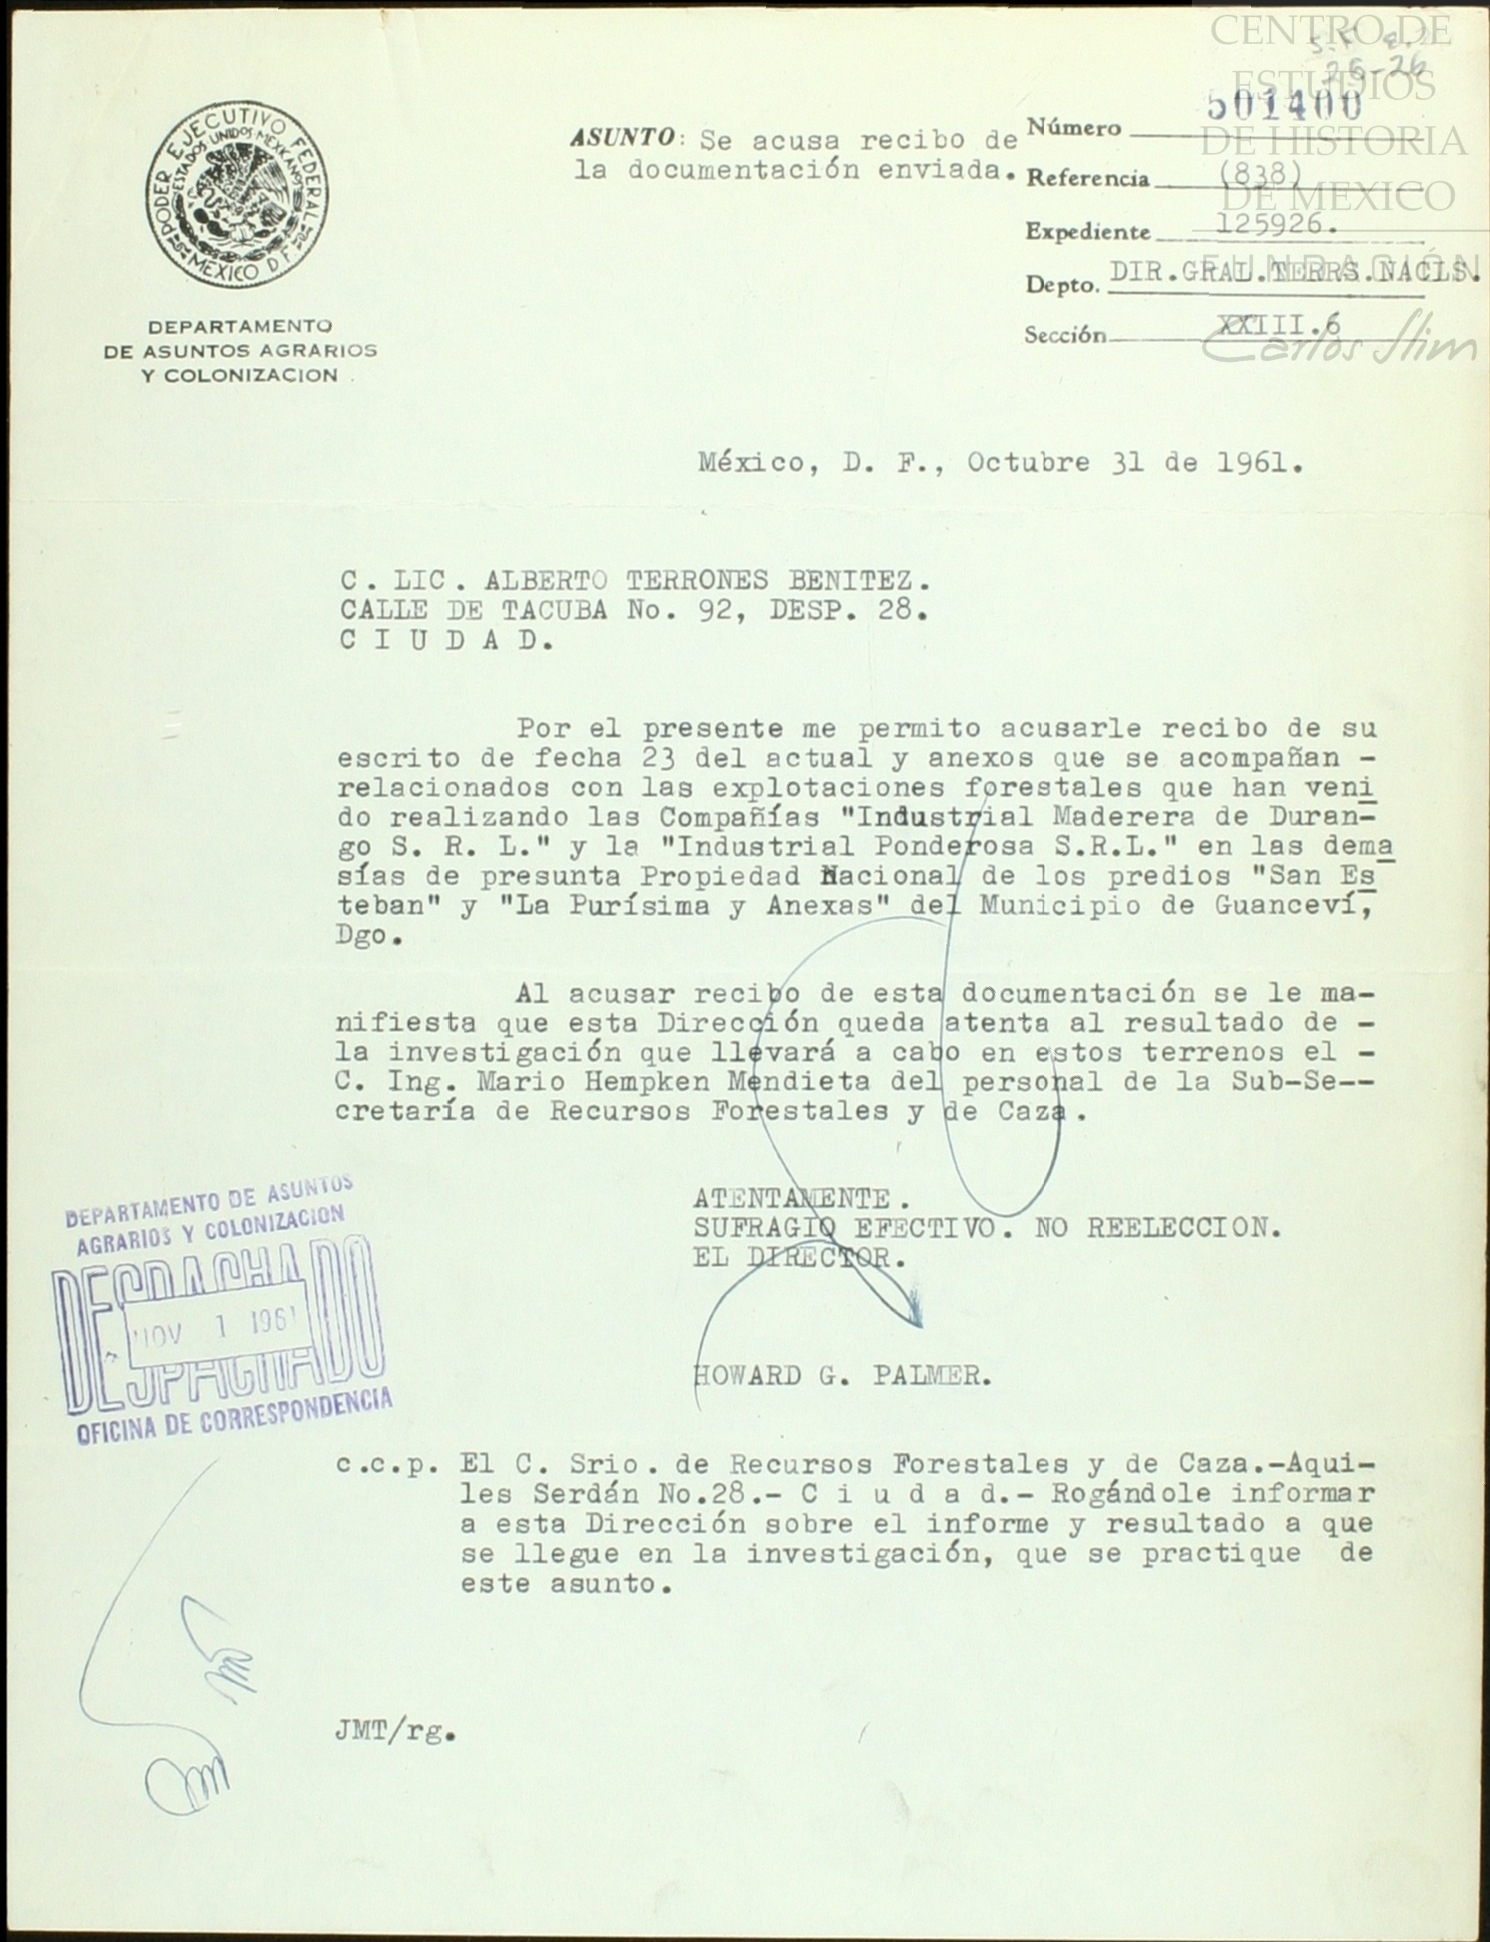 CENTRO DE
ESTUDIOS
DE HISTORIA
DE MEXICO
FUNDACIÓN
Carlos Slim
26-26
PODER EJECUTIVO FEDERAL
ESTADOS UNIDOS MEXICANOS
MEXICO D F
DEPARTAMENTO
DE ASUNTOS AGRARIOS
Y COLONIZACION
ASUNTO: Se acusa recibo de
la documentación enviada.
Número 501400
Referencia (838)
Expediente 125926.
Depto. DIR.GRAL.TERRS.NACLS.
Sección XXIII.6
México, D. F., Octubre 31 de 1961.
C. LIC. ALBERTO TERRONES BENITEZ.
CALLE DE TACUBA No. 92, DESP. 28.
C I U D A D.
Por el presente me permito acusarle recibo de su
escrito de fecha 23 del actual y anexos que se acompañan -
relacionados con las explotaciones forestales que han veni
do realizando las Compañías "Industrial Maderera de Duran-
go S. R. L." y la "Industrial Ponderosa S.R.L." en las dema
sías de presunta Propiedad Nacional de los predios "San Es
teban" y "La Purísima y Anexas" del Municipio de Guanceví,
Dgo.
Al acusar recibo de esta documentación se le ma-
nifiesta que esta Dirección queda atenta al resultado de -
la investigación que llevará a cabo en estos terrenos el -
C. Ing. Mario Hempken Mendieta del personal de la Sub-Se--
cretaría de Recursos Forestales y de Caza.
ATENTAMENTE.
SUFRAGIO EFECTIVO. NO REELECCION.
EL DIRECTOR.
HOWARD G. PALMER.
DEPARTAMENTO DE ASUNTOS
AGRARIOS Y COLONIZACION
DESPACHADO
NOV 1 1961
OFICINA DE CORRESPONDENCIA
c.c.p. El C. Srio. de Recursos Forestales y de Caza.-Aqui-
les Serdán No.28.- C i u d a d.- Rogándole informar
a esta Dirección sobre el informe y resultado a que
se llegue en la investigación, que se practique de
este asunto.
JMT/rg.